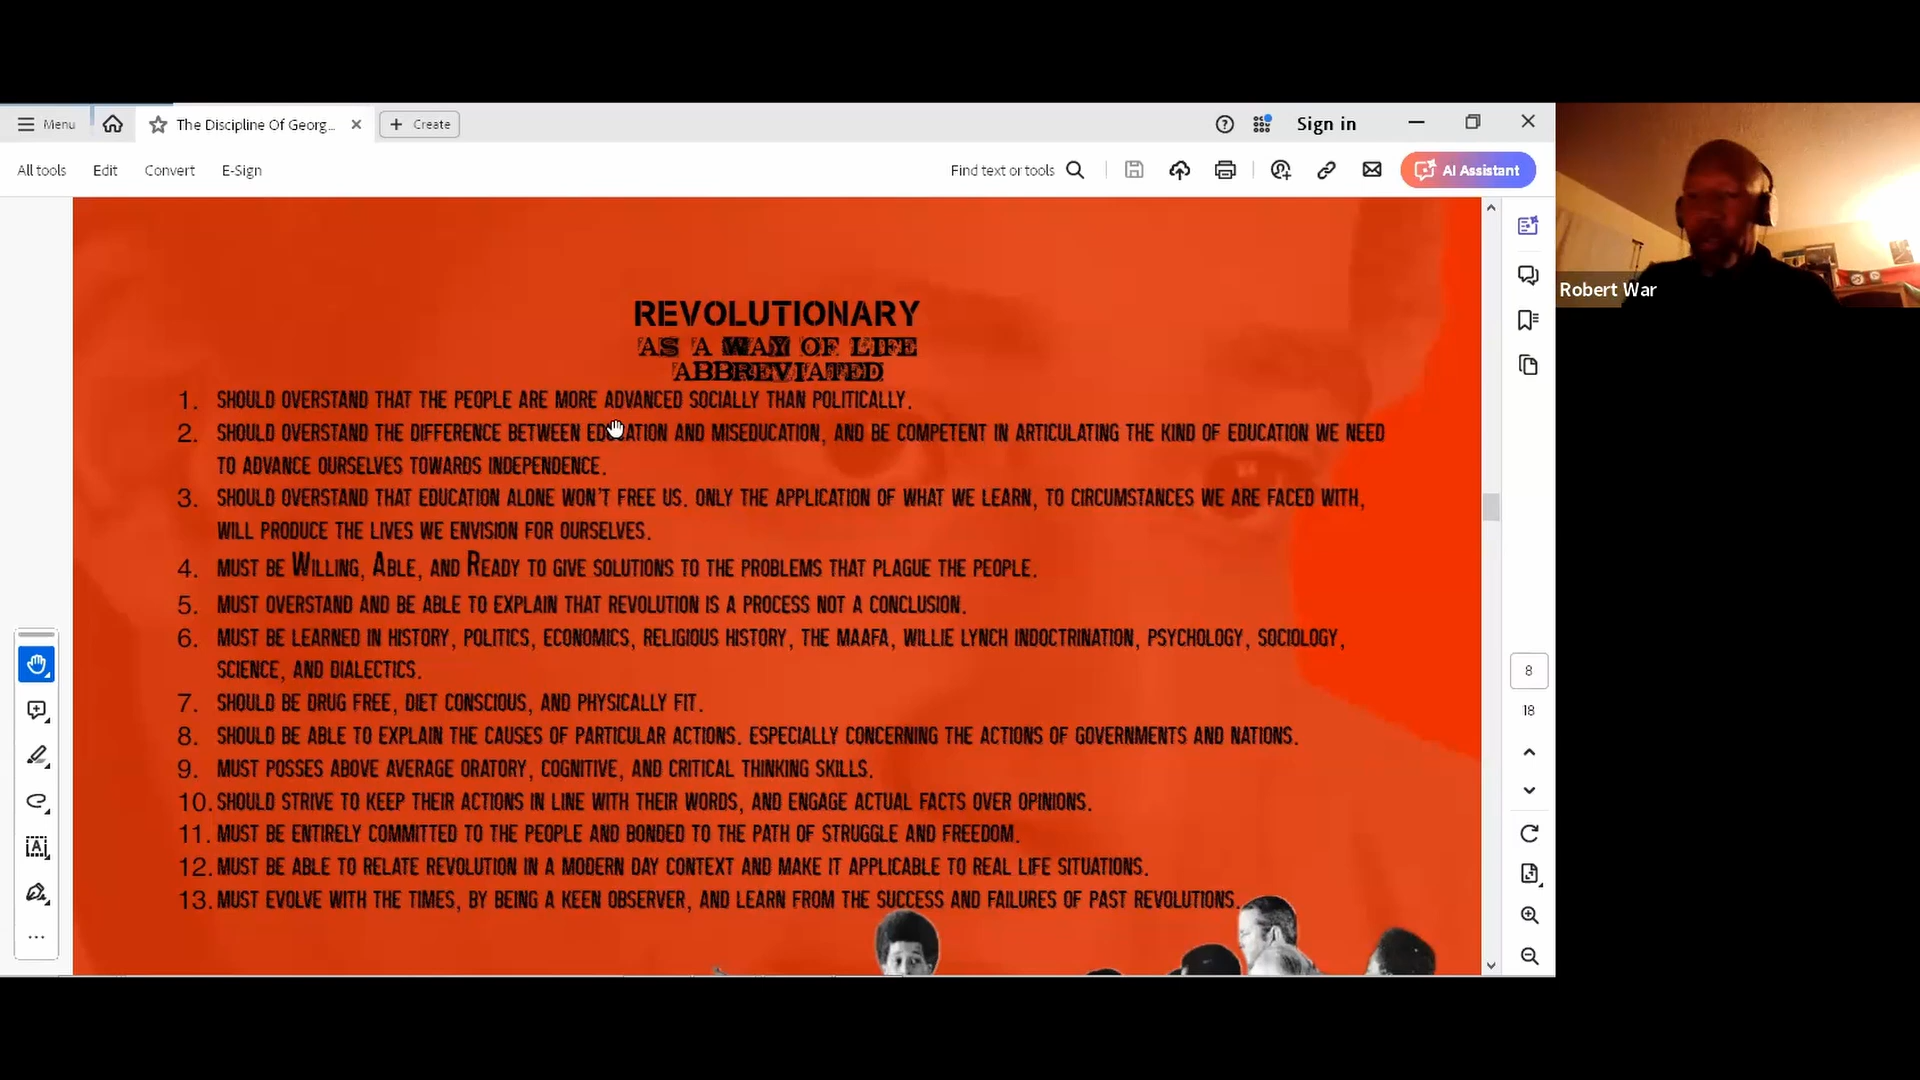 Menu
The Discipline Of Georg...
Create
Sign in
All tools
Edit
Convert
E-Sign
Find text or tools
AI Assistant
REVOLUTIONARY
AS A WAY OF LIFE
ABBREVIATED
1. SHOULD OVERSTAND THAT THE PEOPLE ARE MORE ADVANCED SOCIALLY THAN POLITICALLY.
2. SHOULD OVERSTAND THE DIFFERENCE BETWEEN EDUCATION AND MISEDUCATION, AND BE COMPETENT IN ARTICULATING THE KIND OF EDUCATION WE NEED
TO ADVANCE OURSELVES TOWARDS INDEPENDENCE.
3. SHOULD OVERSTAND THAT EDUCATION ALONE WON'T FREE US. ONLY THE APPLICATION OF WHAT WE LEARN, TO CIRCUMSTANCES WE ARE FACED WITH,
WILL PRODUCE THE LIVES WE ENVISION FOR OURSELVES.
4. MUST BE WILLING, ABLE, AND READY TO GIVE SOLUTIONS TO THE PROBLEMS THAT PLAGUE THE PEOPLE.
5. MUST OVERSTAND AND BE ABLE TO EXPLAIN THAT REVOLUTION IS A PROCESS NOT A CONCLUSION.
6. MUST BE LEARNED IN HISTORY, POLITICS, ECONOMICS, RELIGIOUS HISTORY, THE MAAFA, WILLIE LYNCH INDOCTRINATION, PSYCHOLOGY, SOCIOLOGY,
SCIENCE, AND DIALECTICS.
7. SHOULD BE DRUG FREE, DIET CONSCIOUS, AND PHYSICALLY FIT.
8. SHOULD BE ABLE TO EXPLAIN THE CAUSES OF PARTICULAR ACTIONS. ESPECIALLY CONCERNING THE ACTIONS OF GOVERNMENTS AND NATIONS.
9. MUST POSSES ABOVE AVERAGE ORATORY, COGNITIVE, AND CRITICAL THINKING SKILLS.
10. SHOULD STRIVE TO KEEP THEIR ACTIONS IN LINE WITH THEIR WORDS, AND ENGAGE ACTUAL FACTS OVER OPINIONS.
11. MUST BE ENTIRELY COMMITTED TO THE PEOPLE AND BONDED TO THE PATH OF STRUGGLE AND FREEDOM.
12. MUST BE ABLE TO RELATE REVOLUTION IN A MODERN DAY CONTEXT AND MAKE IT APPLICABLE TO REAL LIFE SITUATIONS.
13. MUST EVOLVE WITH THE TIMES, BY BEING A KEEN OBSERVER, AND LEARN FROM THE SUCCESS AND FAILURES OF PAST REVOLUTIONS.
8
18
Robert War